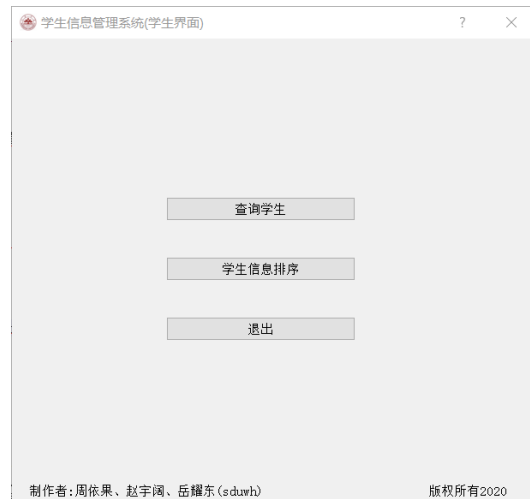 学生信息管理系统(学生界面)
查询学生
学生信息排序
退出
制作者:周依果、赵宇阔、岳耀东(sduwh) 版权所有2020